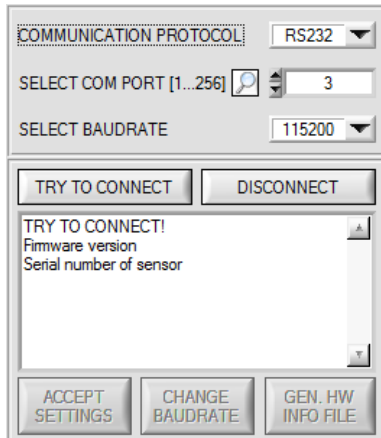 COMMUNICATION PROTOCOL RS232
SELECT COM PORT [1...256] 3
SELECT BAUDRATE 115200
TRY TO CONNECT DISCONNECT
TRY TO CONNECT!
Firmware version
Serial number of sensor
ACCEPT SETTINGS CHANGE BAUDRATE GEN. HW INFO FILE